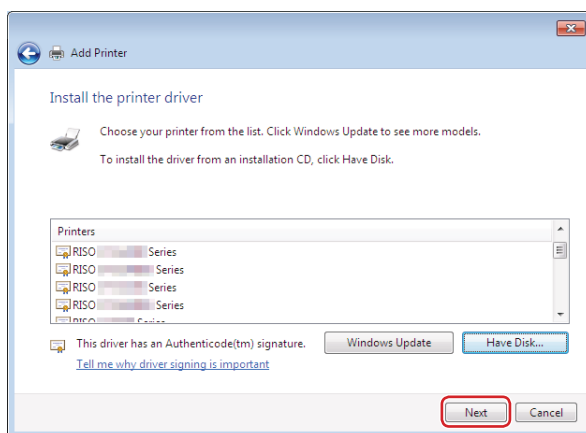 Add Printer
Install the printer driver
Choose your printer from the list. Click Windows Update to see more models.
To install the driver from an installation CD, click Have Disk.
Printers
RISO Series
RISO Series
RISO Series
RISO Series
This driver has an Authenticode(tm) signature.
Windows Update
Have Disk...
Tell me why driver signing is important
Next
Cancel